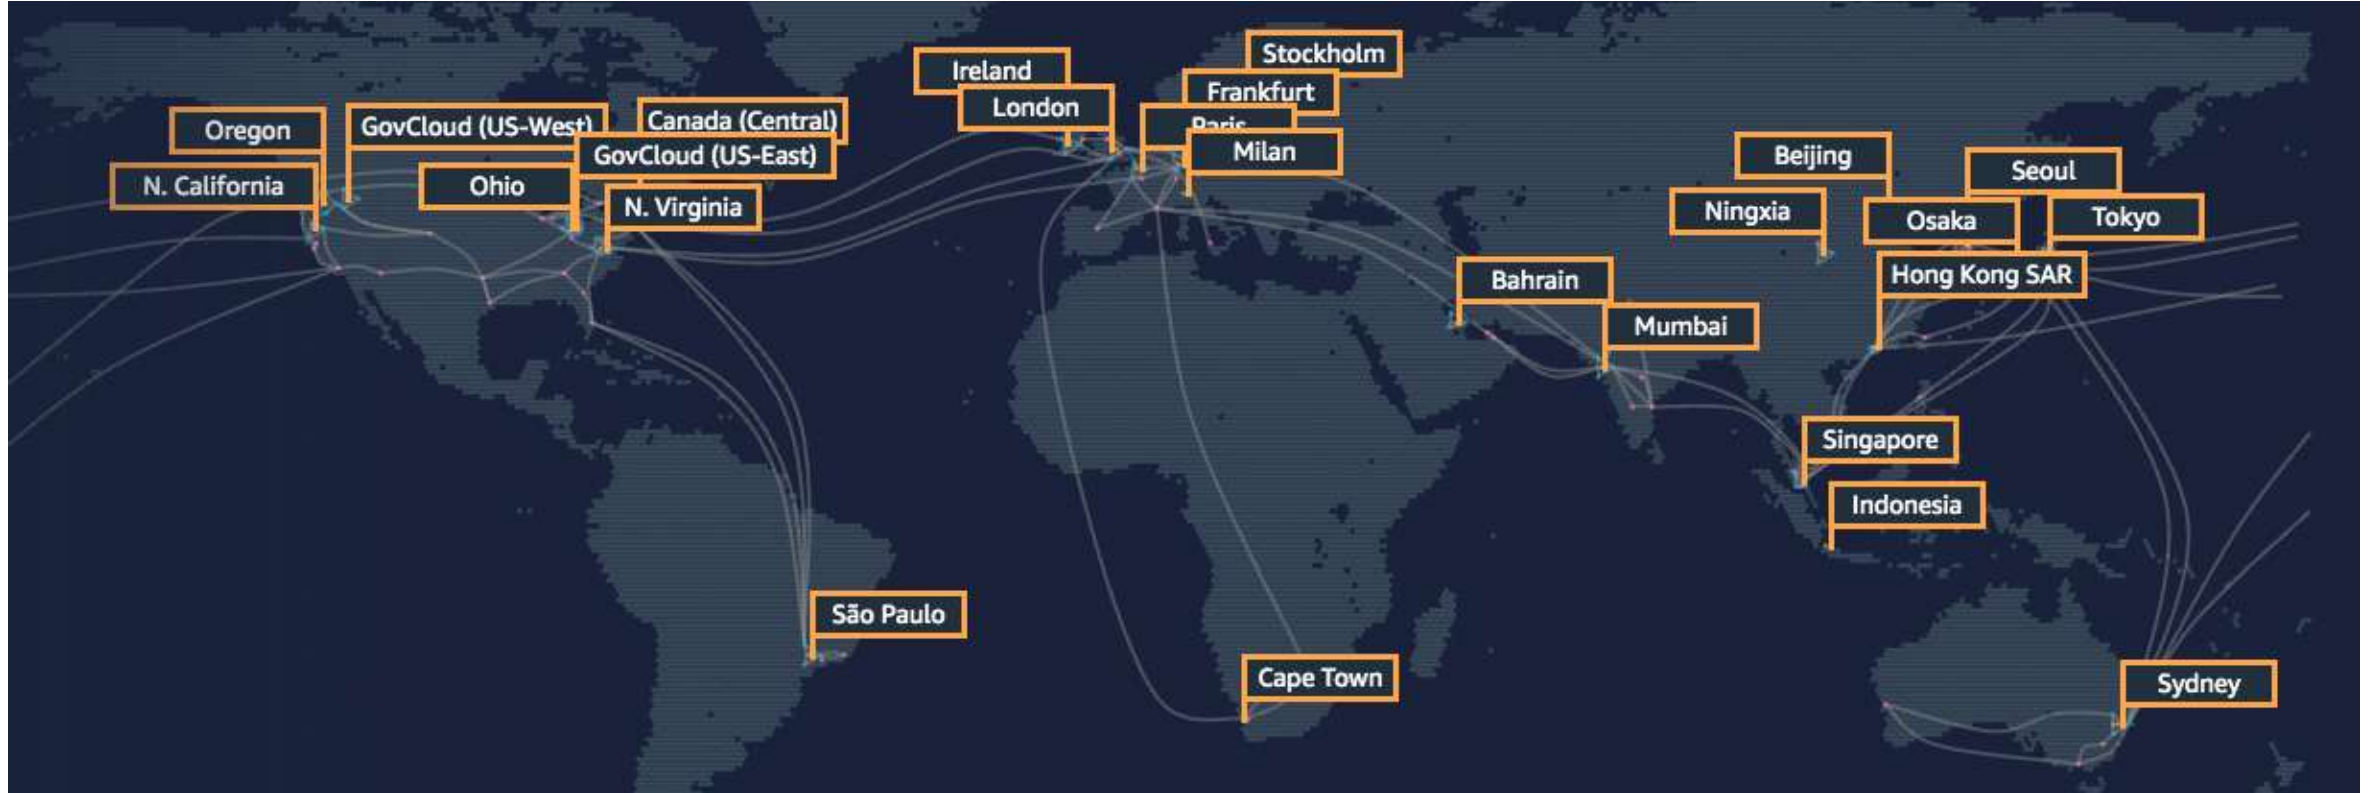 Stockholm
Ireland
Frankfurt
London
Paris
Oregon
GovCloud (US-West)
Canada (Central)
GovCloud (US-East)
Milan
Beijing
Seoul
N. California
Ohio
N. Virginia
Ningxia
Osaka
Tokyo
Bahrain
Hong Kong SAR
Mumbai
Singapore
Indonesia
São Paulo
Cape Town
Sydney